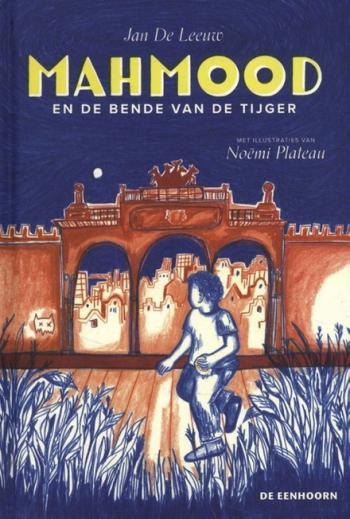 Jan De Leeuw
MAHMOOD
EN DE BENDE VAN DE TIJGER
MET ILLUSTRATIES VAN
Noëmi Plateau
DE EENHOORN